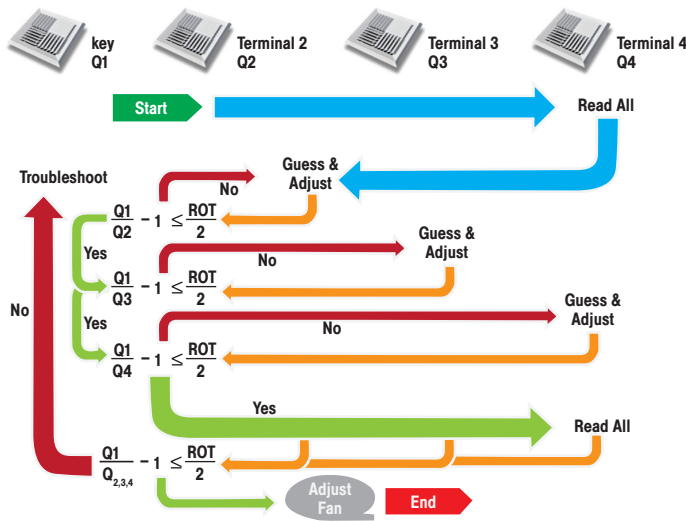 key
Q1
Terminal 2
Q2
Terminal 3
Q3
Terminal 4
Q4
Start
Read All
Troubleshoot
Guess &
Adjust
No
Q1/Q2 − 1 ≤ ROT/2
Yes
Guess &
Adjust
No
Q1/Q3 − 1 ≤ ROT/2
No
Yes
Guess &
Adjust
No
Q1/Q4 − 1 ≤ ROT/2
Yes
Read All
Q1/Q2,3,4 − 1 ≤ ROT/2
Adjust
Fan
End